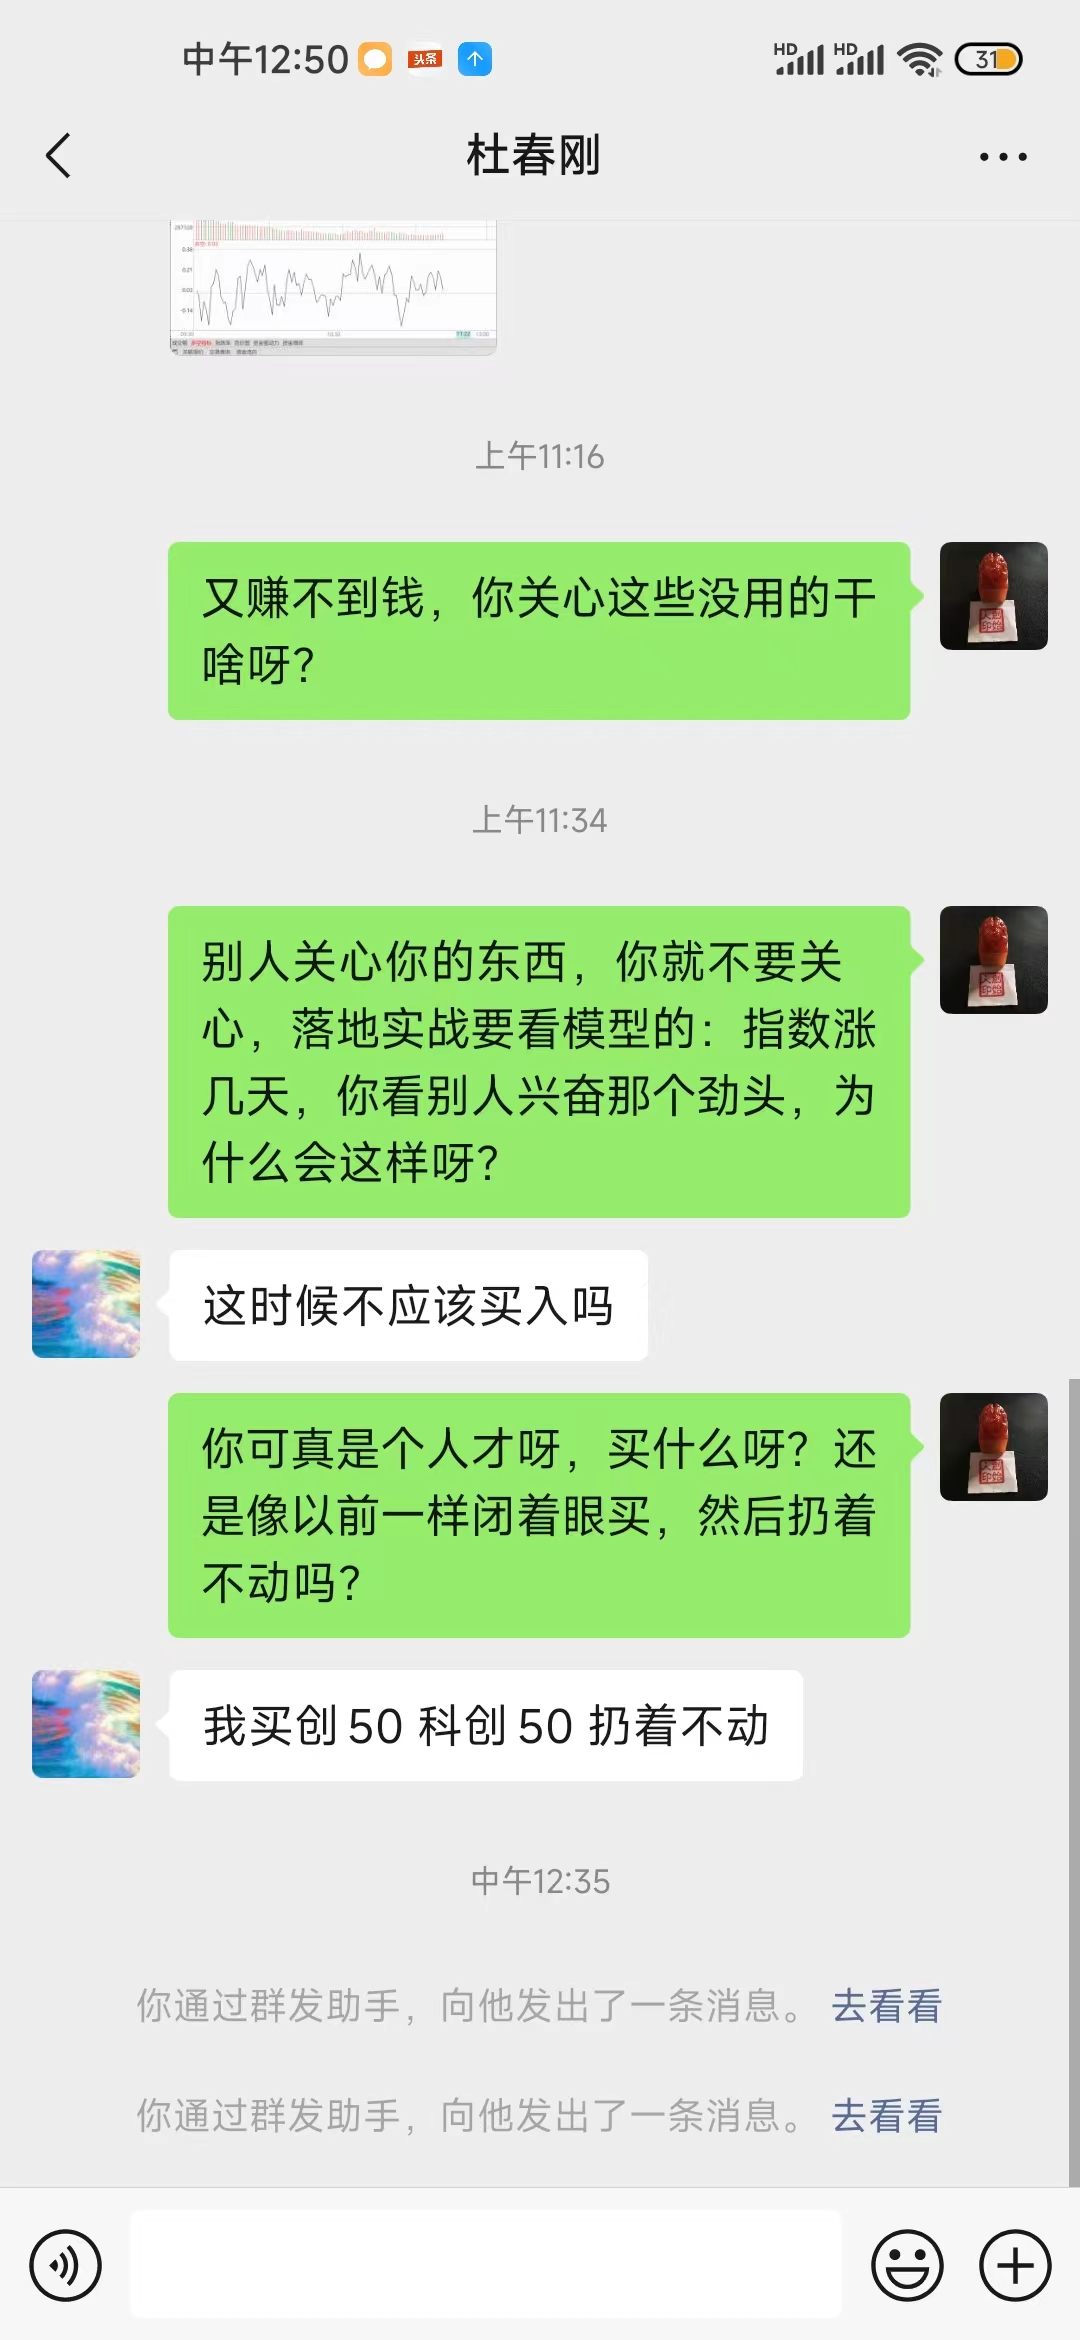 中午12:50
头条
HD
HD
31
杜春刚
上午11:16
又赚不到钱，你关心这些没用的干
啥呀？
上午11:34
别人关心你的东西，你就不要关
心，落地实战要看模型的：指数涨
几天，你看别人兴奋那个劲头，为
什么会这样呀？
这时候不应该买入吗
你可真是个人才呀，买什么呀？还
是像以前一样闭着眼买，然后扔着
不动吗？
我买创50 科创50 扔着不动
中午12:35
你通过群发助手，向他发出了一条消息。 去看看
你通过群发助手，向他发出了一条消息。 去看看